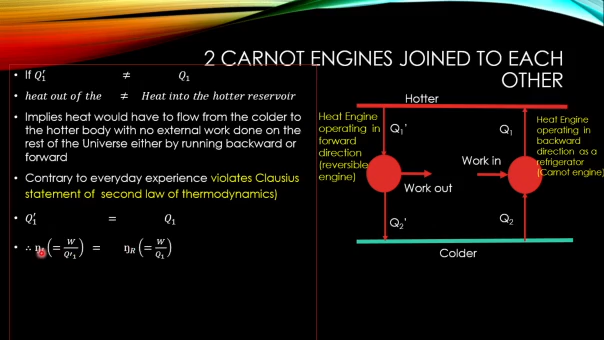 2 CARNOT ENGINES JOINED TO EACH
OTHER
• If Q₁′ ≠ Q₁
• heat out of the ≠ Heat into the hotter reservoir
• Implies heat would have to flow from the colder to
the hotter body with no external work done on the
rest of the Universe either by running backward or
forward
• Contrary to everyday experience violates Clausius
statement of second law of thermodynamics)
• Q₁′ = Q₁
• ∴ (= W/Q′₁) = ŋ_R (= W/Q₁)
Hotter
Heat Engine
operating in
forward
direction
(reversible
engine)
Q₁'
Work out
Q₂'
Q₁
Work in
Q₂
Heat Engine
operating in
backward
direction as a
refrigerator
(Carnot engine)
Colder